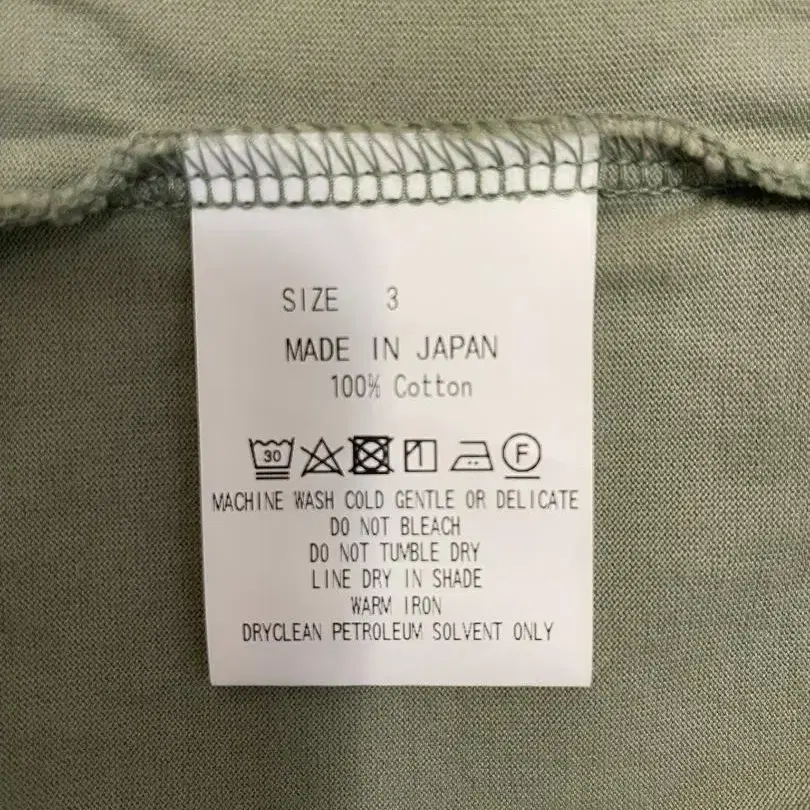 SIZE 3
MADE IN JAPAN
100% Cotton
30 F
MACHINE WASH COLD GENTLE OR DELICATE
DO NOT BLEACH
DO NOT TUMBLE DRY
LINE DRY IN SHADE
WARM IRON
DRYCLEAN PETROLEUM SOLVENT ONLY